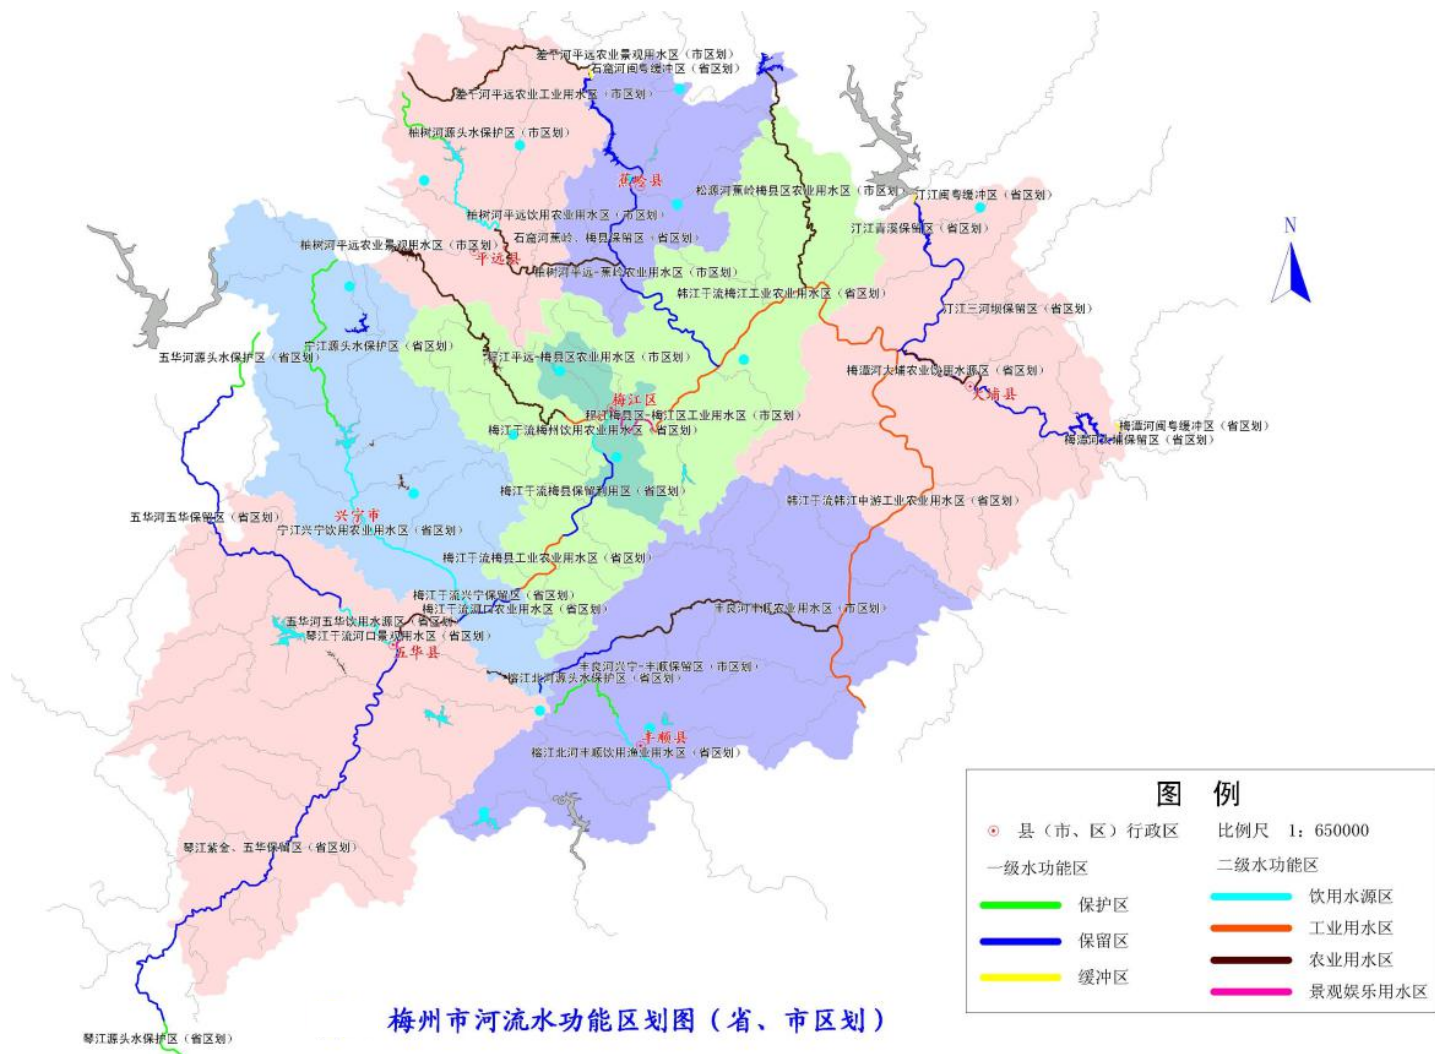 差干河平远农业景观用水区（市区划）
石窟河闽粤缓冲区（省区划）
差干河平远农业工业用水区（市区划）
柚树河源头水保护区（市区划）
蕉岭县
松源河蕉岭梅县区农业用水区（市区划）
汀江闽粤缓冲区（省区划）
柚树河平远饮用农业用水区（市区划）
汀江青溪保留区（省区划）
N
石窟河蕉岭、梅县保留区（省区划）
柚树河平远农业景观用水区（市区划）
平远县
柚树河平远-蕉岭农业用水区（市区划）
韩江干流梅江工业农业用水区（省区划）
汀江三河坝保留区（省区划）
宁江源头水保护区（省区划）
五华河源头水保护区（省区划）
程江平远-梅县区农业用水区（市区划）
梅潭河大埔农业饮用水源区（省区划）
大埔县
梅江区
程江梅县区-梅江区工业用水区（市区划）
梅江干流梅州饮用农业用水区（省区划）
梅潭河闽粤缓冲区（省区划）
梅潭河大埔保留区（省区划）
梅江干流梅县保留利用区（省区划）
韩江干流韩江中游工业农业用水区（省区划）
五华河五华保留区（省区划）
兴宁市
宁江兴宁饮用农业用水区（省区划）
梅江干流梅县工业农业用水区（省区划）
梅江干流兴宁保留区（省区划）
梅江干流河口农业用水区（省区划）
丰良河丰顺农业用水区（市区划）
五华河五华饮用水源区（省区划）
琴江干流河口景观用水区（省区划）
五华县
丰良河兴宁-丰顺保留区（市区划）
榕江北河源头水保护区（省区划）
丰顺县
榕江北河丰顺饮用渔业用水区（省区划）
琴江紫金、五华保留区（省区划）
琴江源头水保护区（省区划）
图 例
县（市、区）行政区 比例尺 1：650000
一级水功能区 二级水功能区
保护区 饮用水源区
保留区 工业用水区
缓冲区 农业用水区
景观娱乐用水区
梅州市河流水功能区划图（省、市区划）